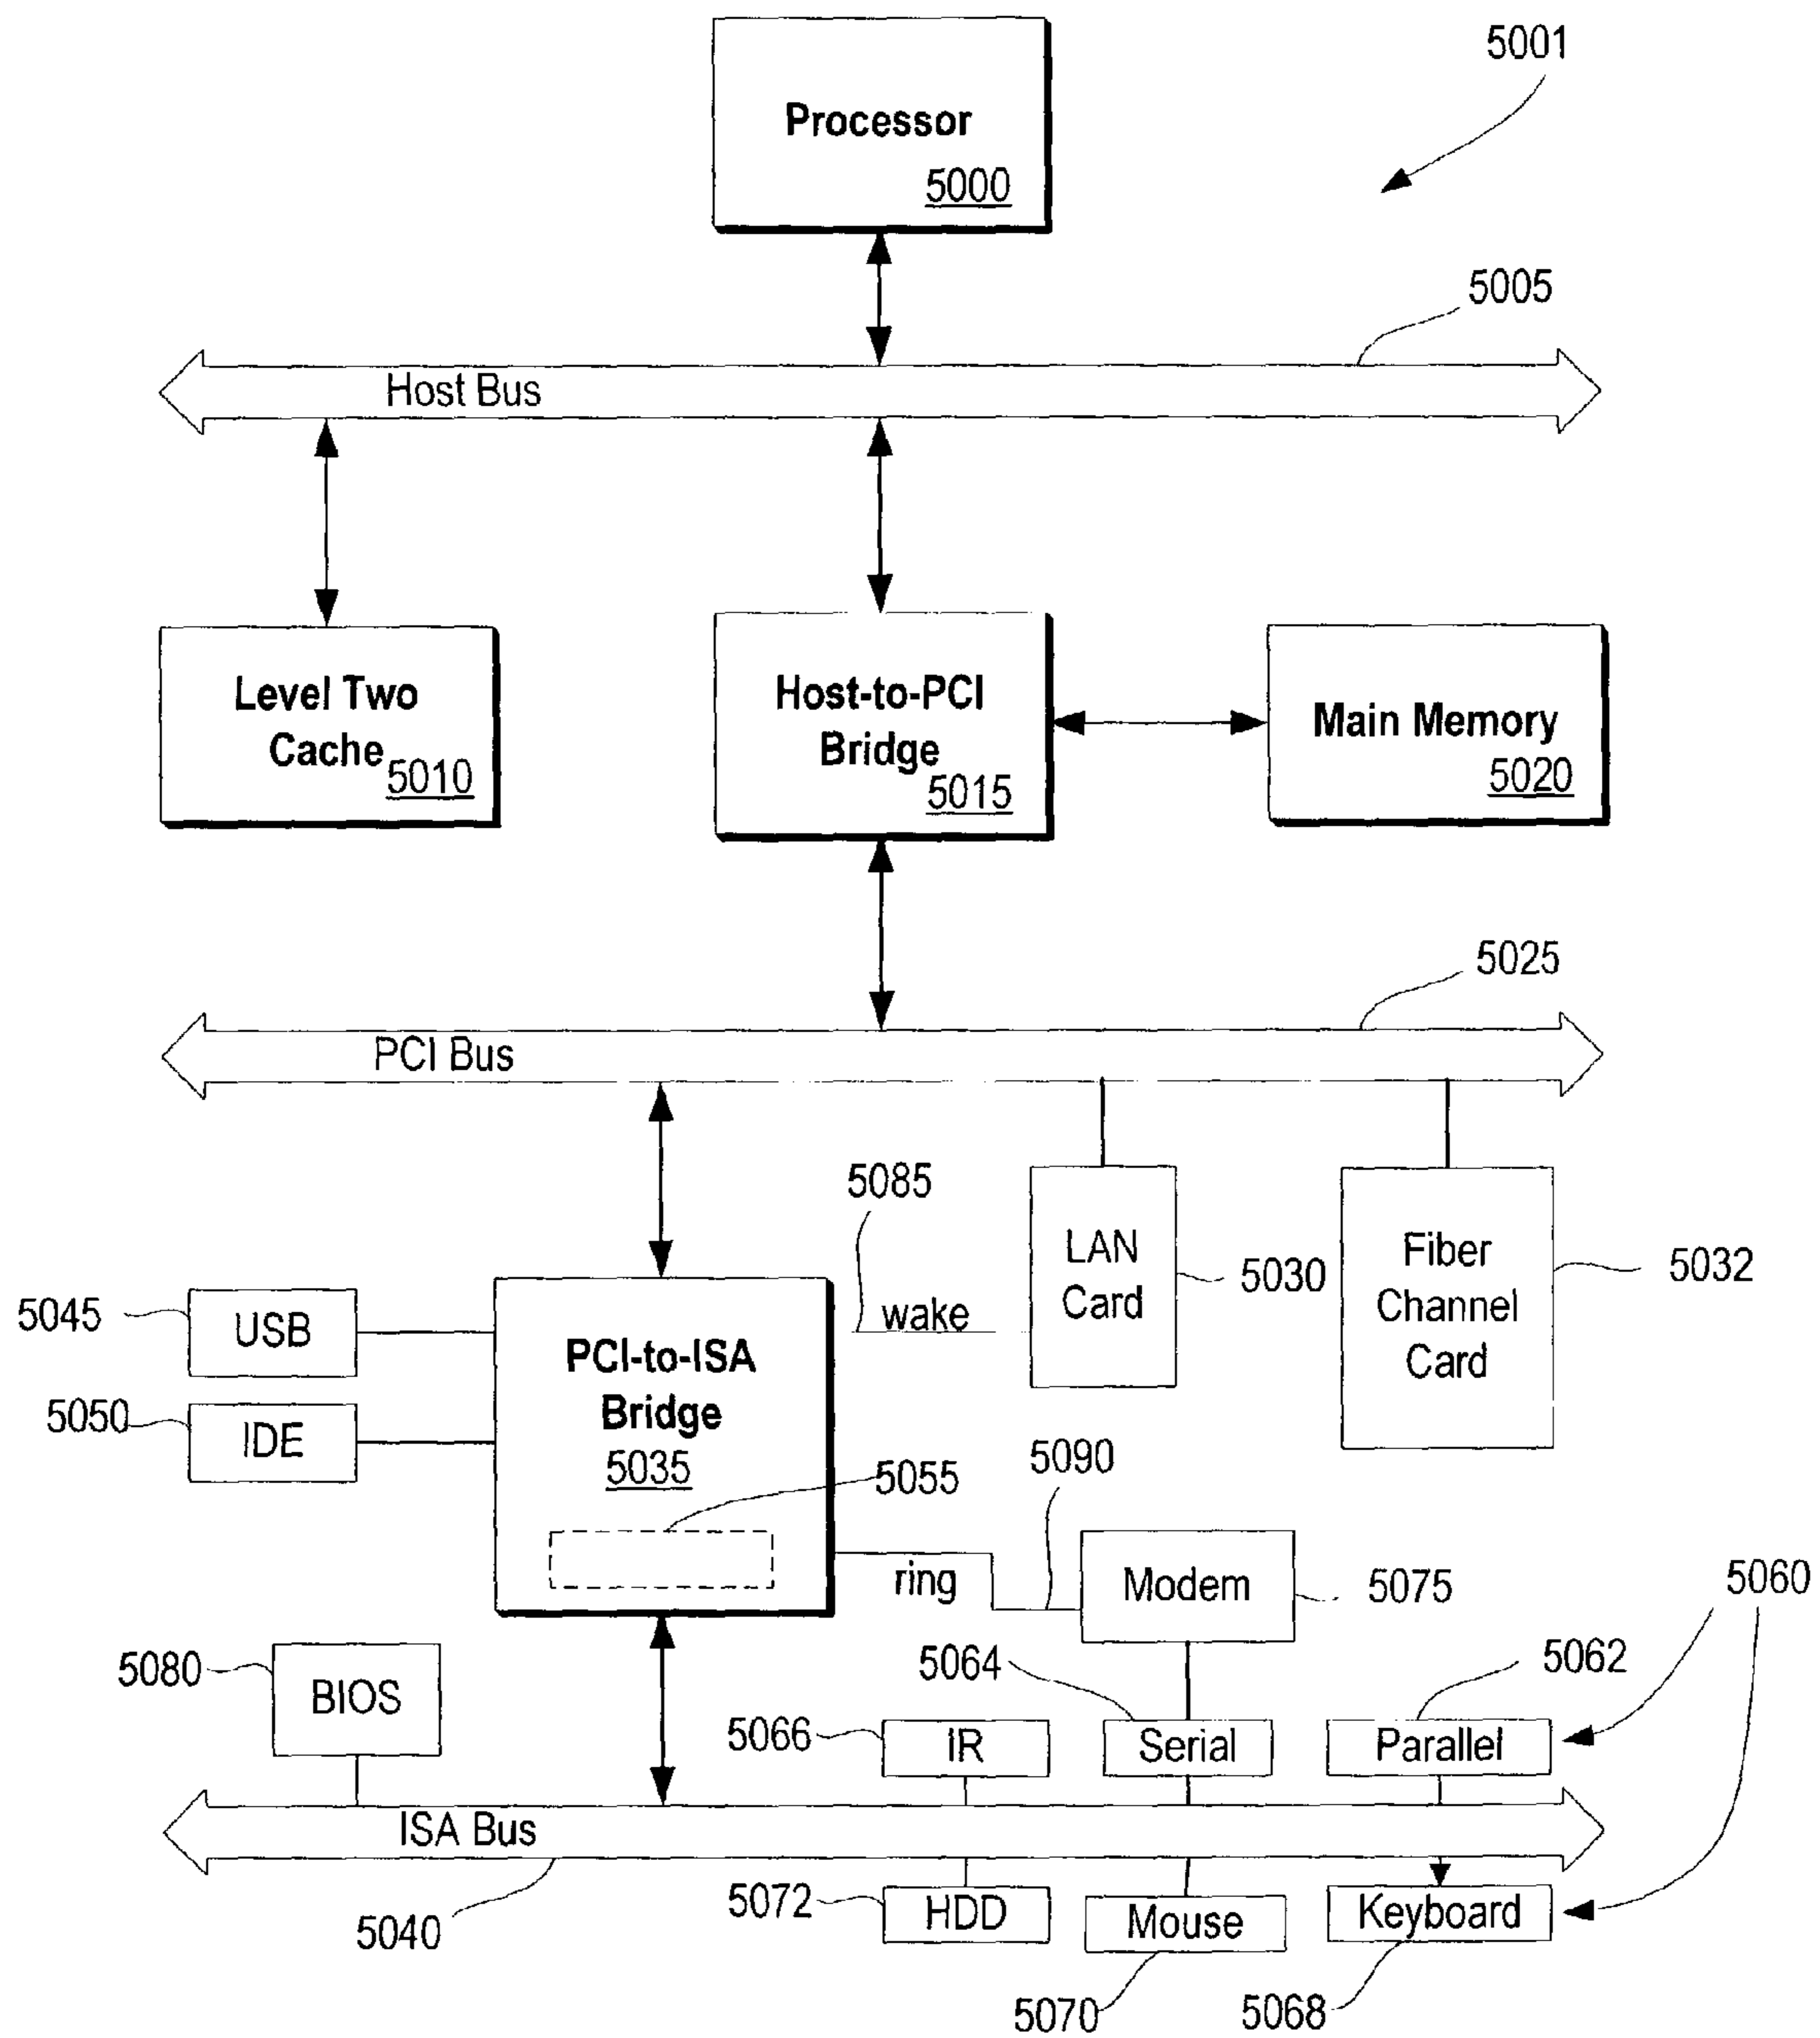 5001
Processor
5000
5005
Host Bus
Level Two
Cache
5010
Host-to-PCI
Bridge
5015
Main Memory
5020
5025
PCI Bus
5085
wake
LAN
Card
5030
Fiber
Channel
Card
5032
5045
USB
5050
IDE
PCI-to-ISA
Bridge
5035
5055
5090
ring
Modem
5075
5060
5080
BIOS
5064
5062
5066
IR
Serial
Parallel
ISA Bus
5040
5072
HDD
Mouse
Keyboard
5070
5068